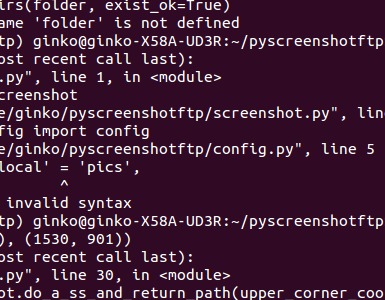 irs(folder, exist_ok=True)
ame 'folder' is not defined
tp) ginko@ginko-X58A-UD3R:~/pyscreenshotftp
ost recent call last):
.py", line 1, in <module>
creenshot
e/ginko/pyscreenshotftp/screenshot.py", lin
fig import config
e/ginko/pyscreenshotftp/config.py", line 5
local' = 'pics',
^
invalid syntax
tp) ginko@ginko-X58A-UD3R:~/pyscreenshotftp
), (1530, 901))
ost recent call last):
.py", line 30, in <module>
ot.do_a_ss_and_return_path(upper_corner_coo